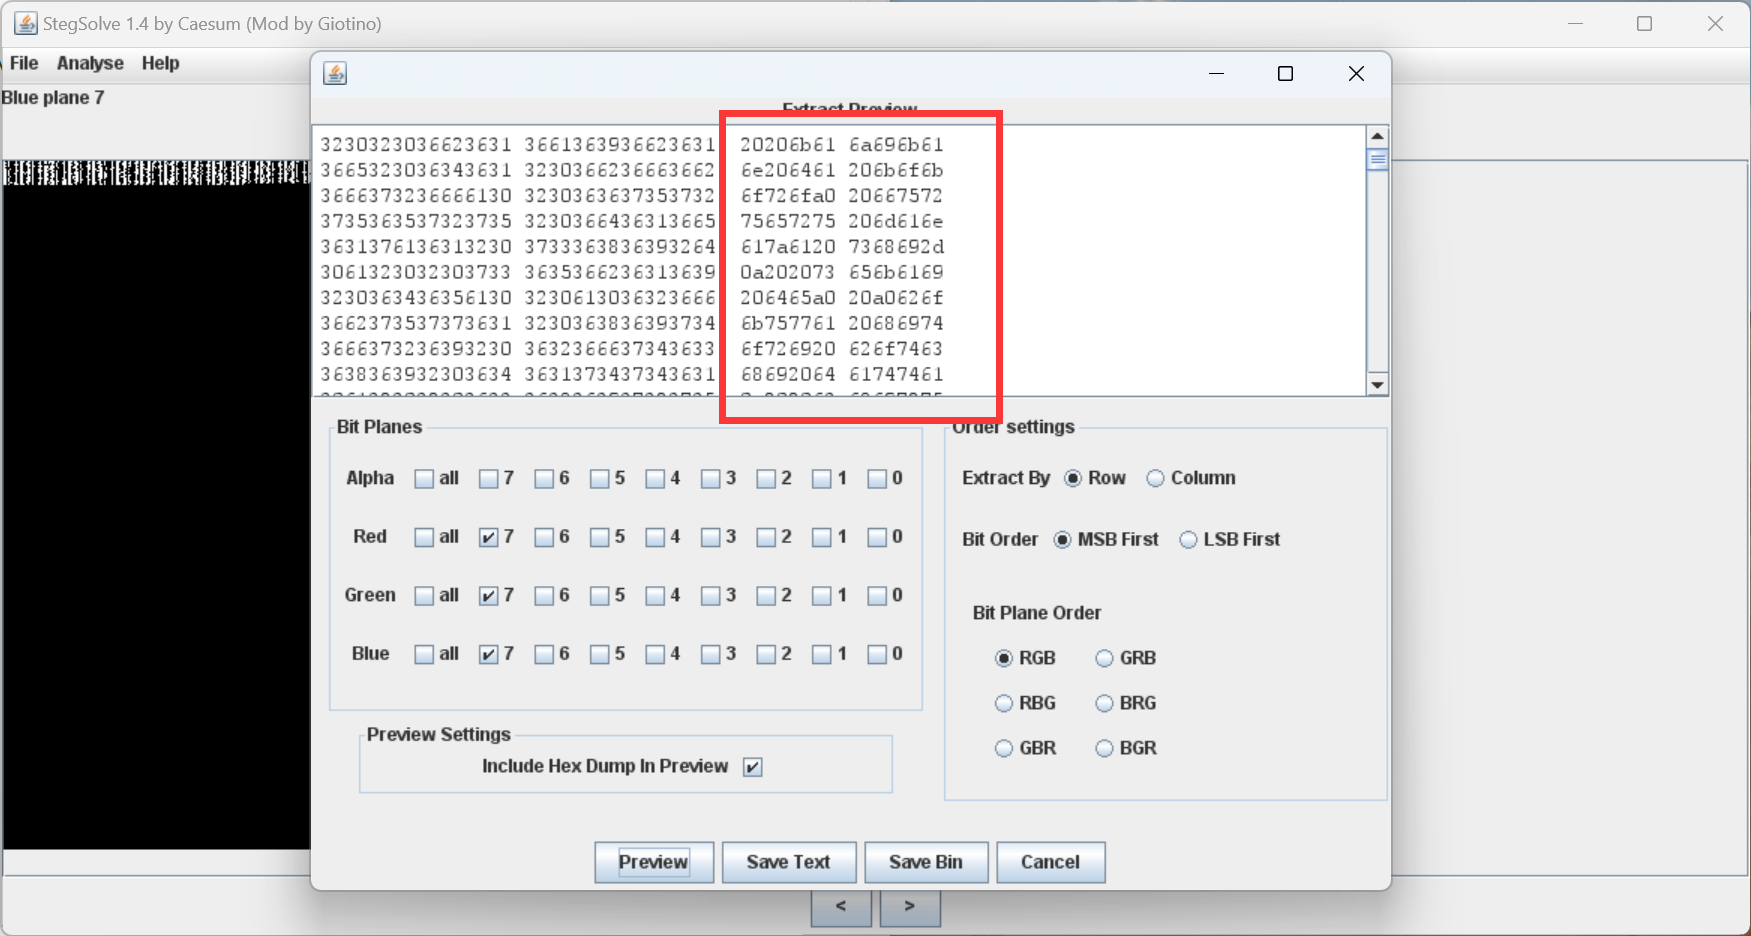 StegSolve 1.4 by Caesum (Mod by Giotino)
File Analyse Help
Blue plane 7
Extract Preview
3230323036623631 3661363936623631 20206b61 6a696b61
3665323036343631 3230366236663662 6e206461 206b6f6b
3666373236666130 3230363637353732 6f726fa0 20667572
3735363537323735 3230366436313665 75657275 206d616e
3631376136313230 3733363836393264 617a6120 7368692d
3061323032303733 3635366236313639 0a202073 656b6169
3230363436356130 3230613036323666 206465a0 20a0626f
3662373537373631 3230363836393734 6b757761 20686974
3666373236393230 3632366637343633 6f726920 626f7463
3638363932303634 3631373437343631 68692064 61747461
Bit Planes
Alpha all 7 6 5 4 3 2 1 0
Red all 7 6 5 4 3 2 1 0
Green all 7 6 5 4 3 2 1 0
Blue all 7 6 5 4 3 2 1 0
Preview Settings
Include Hex Dump In Preview
Order settings
Extract By Row Column
Bit Order MSB First LSB First
Bit Plane Order
RGB GRB
RBG BRG
GBR BGR
Preview Save Text Save Bin Cancel
< >